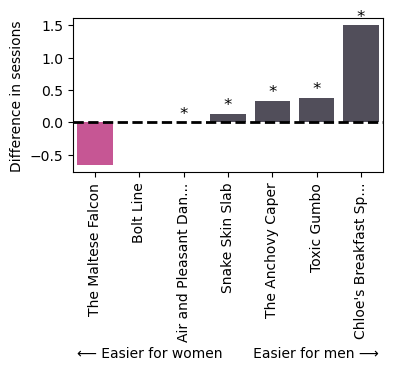 Difference in sessions
1.5
1.0
0.5
0.0
−0.5
*
*
*
*
*
The Maltese Falcon
Bolt Line
Air and Pleasant Dan...
Snake Skin Slab
The Anchovy Caper
Toxic Gumbo
Chloe's Breakfast Sp...
⟵ Easier for women
Easier for men ⟶